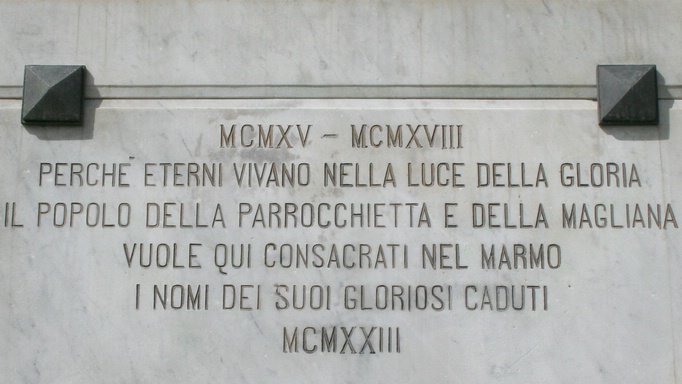 MCMXV - MCMXVIII
PERCHÈ ETERNI VIVANO NELLA LUCE DELLA GLORIA
IL POPOLO DELLA PARROCCHIETTA E DELLA MAGLIANA
VUOLE QUI CONSACRATI NEL MARMO
I NOMI DEI SUOI GLORIOSI CADUTI
MCMXXIII